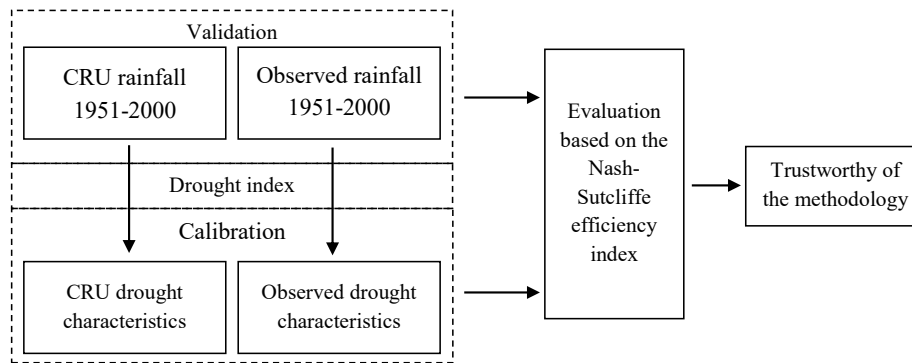 Validation
CRU rainfall
1951-2000
Observed rainfall
1951-2000
Drought index
Calibration
CRU drought
characteristics
Observed drought
characteristics
Evaluation
based on the
Nash-
Sutcliffe
efficiency
index
Trustworthy of
the methodology